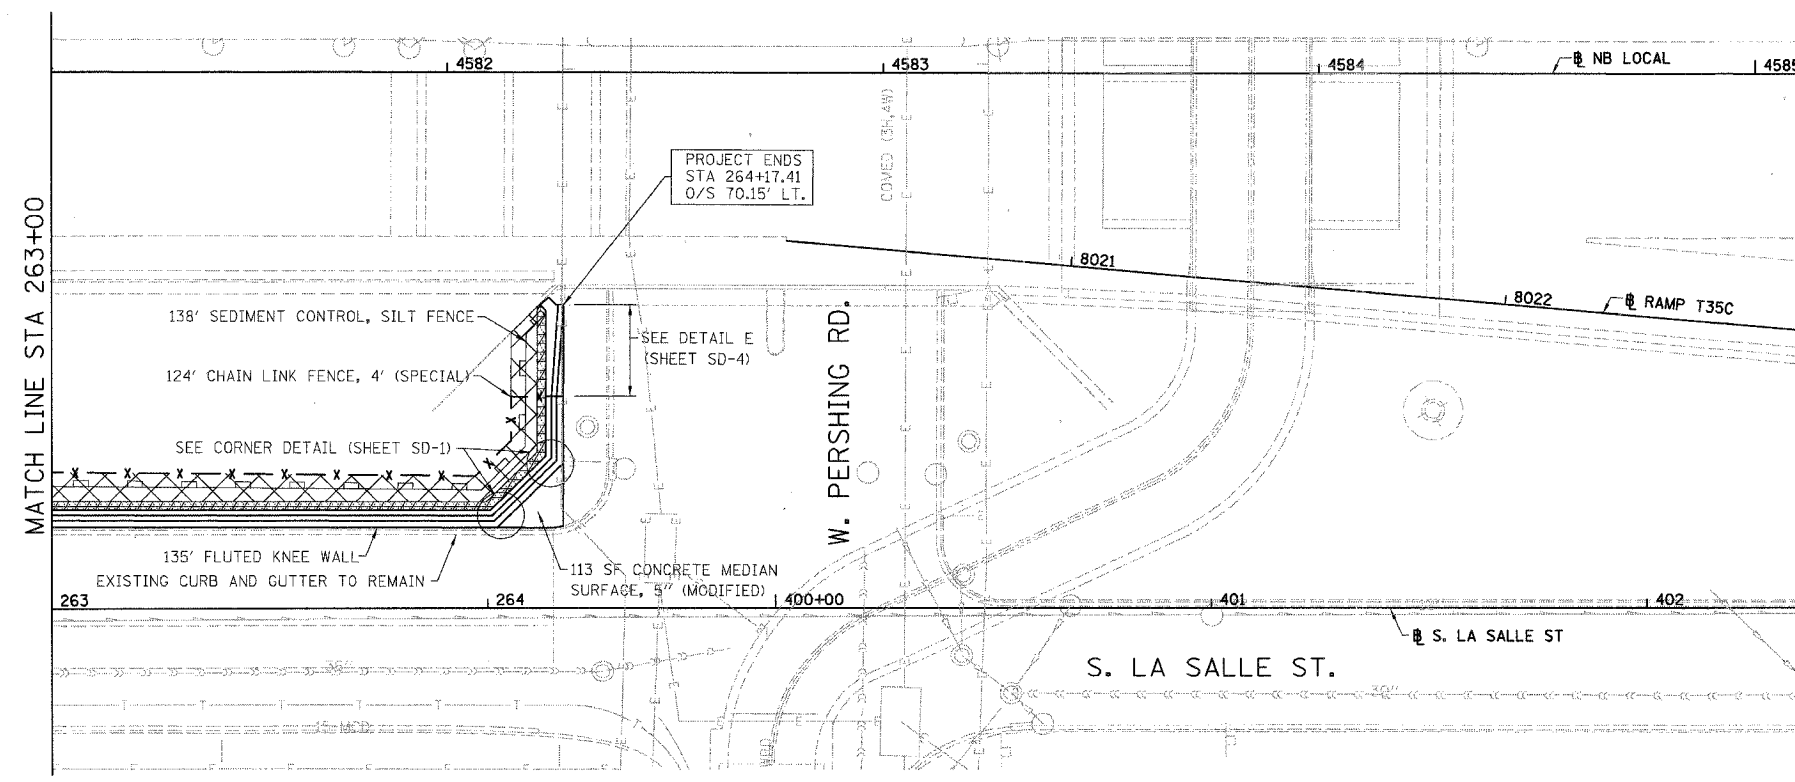 4582
4583
4584
4585
℄ NB LOCAL
COMED (3H,4W)
PROJECT ENDS
STA 264+17.41
O/S 70.15' LT.
MATCH LINE STA 263+00
8021
8022
℄ RAMP T35C
138' SEDIMENT CONTROL, SILT FENCE
SEE DETAIL E
(SHEET SD-4)
124' CHAIN LINK FENCE, 4' (SPECIAL)
W. PERSHING RD.
SEE CORNER DETAIL (SHEET SD-1)
135' FLUTED KNEE WALL
EXISTING CURB AND GUTTER TO REMAIN
113 SF CONCRETE MEDIAN
SURFACE, 5" (MODIFIED)
263
264
400+00
401
402
℄ S. LA SALLE ST
S. LA SALLE ST.
36"
30"